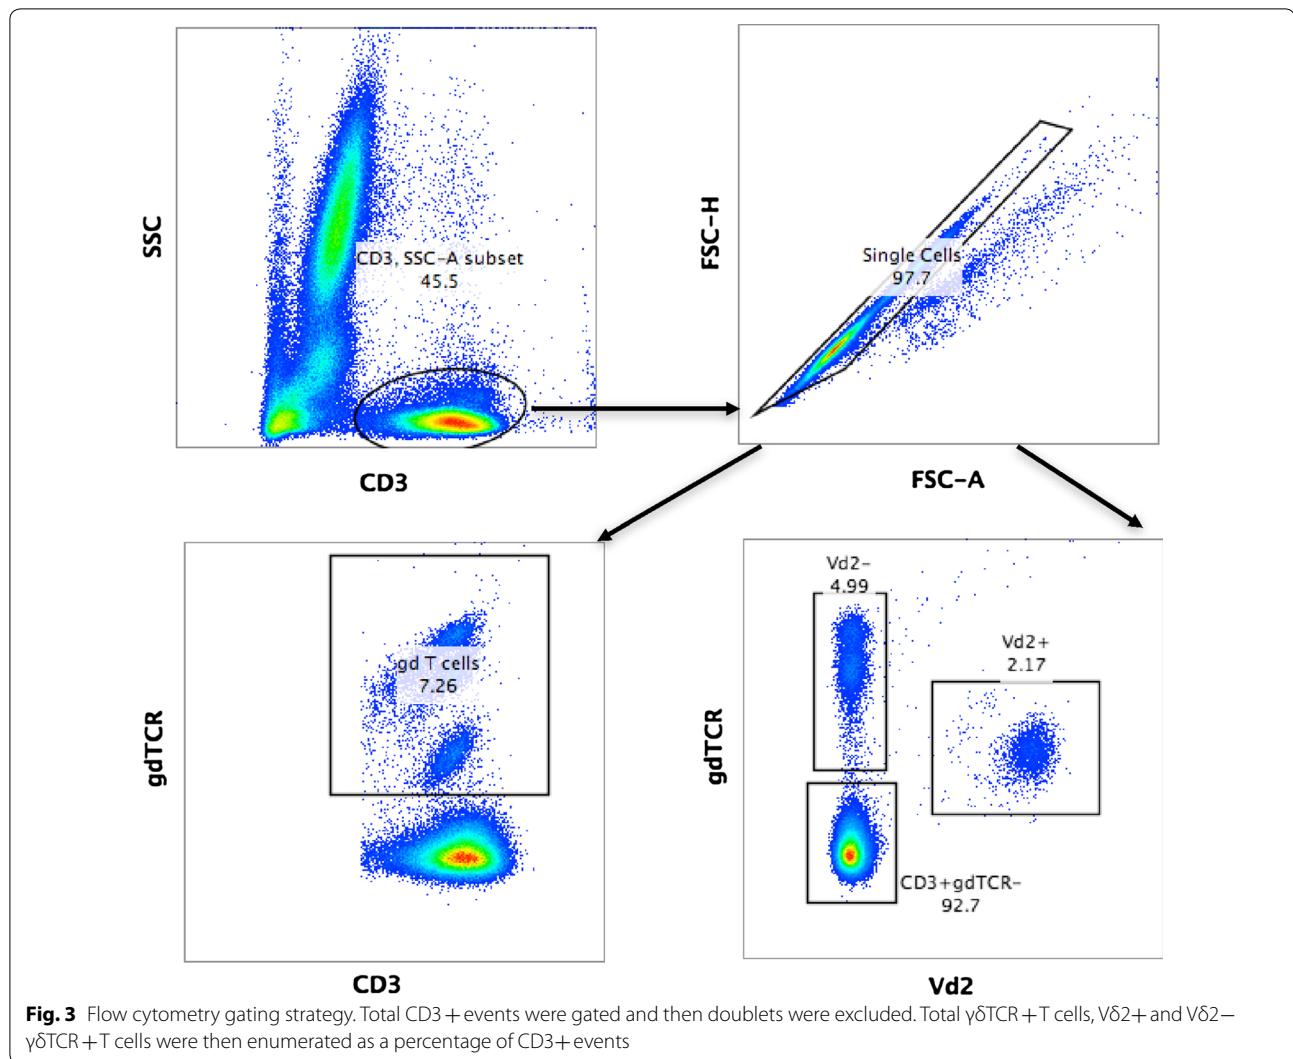 SSC
CD3, SSC-A subset
45.5
CD3
FSC-H
Single Cells
97.7
FSC-A
gdTCR
gd T cells
7.26
CD3
gdTCR
Vd2-
4.99
Vd2+
2.17
CD3+gdTCR-
92.7
Vd2
Fig. 3 Flow cytometry gating strategy. Total CD3+events were gated and then doublets were excluded. Total γδTCR+T cells, Vδ2+ and Vδ2−
γδTCR+T cells were then enumerated as a percentage of CD3+events